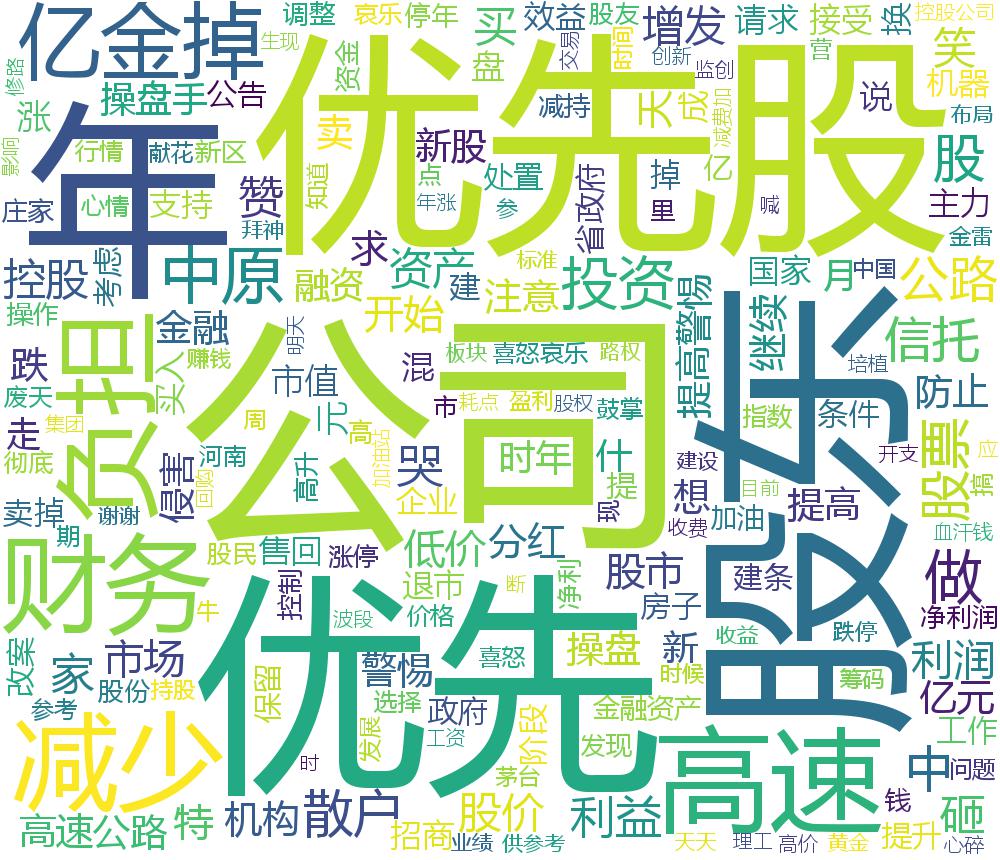 亿金掉
调整
哀乐
停年
买
效益
股友
增发
请求
接受
换
控股公司
生现
修路
操盘手
公告
资金
盘
交易
创新
时间
监创
笑
机器
涨
年
优先股
卖
新股
减持
天
成
减费加
说
布局
影响
行情
献花
新区
知道
点
处置
掉
亿
股
庄家
心情
支持
赞
年涨
参
省政府
里
喊
主力
拜神
金雷
求
控股
考虑
中原
融资
资产
建
标准
注意
投资
提高警惕
国家
月
中国
公路
操作
金融
开始
继续
负担
跌
赚钱
明天
板块
喜怒哀乐
路权
培植
信托
废天
买入
市值
混
公司
股东
防止
走
集团
周
元
高
市
耗点
盈利
股权
鼓掌
指数
条件
彻底
侵害
河南
加油站
哭
时年
什
建设
开支
股票
应
回购
高升
企业
提
想
目前
提高
搞
卖掉
谢谢
现
收费
加油
血汗钱
财务
期
股民
售回
涨停
低价
分红
股市
建条
做
控制
退市
断
净利
房子
净利润
牛
波段
价格
优先
收益
跌停
改案
家
市场
警惕
喜怒
操盘
新
利润
参考
股份
持股
保留
选择
政府
时候
筹码
亿元
减少
发展
工资
阶段
金融资产
发现
高速
工作
时
茅台
中
问题
高速公路
特
机构
散户
股价
利益
钱
砸
招商
业绩
供参考
天天
理工
高价
黄金
提升
心碎